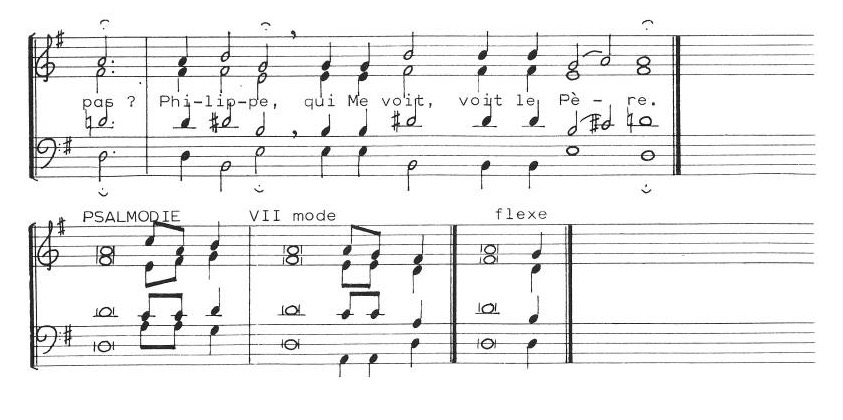 pas ? Phi-lip-pe, qui Me voit, voit le Pè - re.
PSALMODIE VII mode flexe